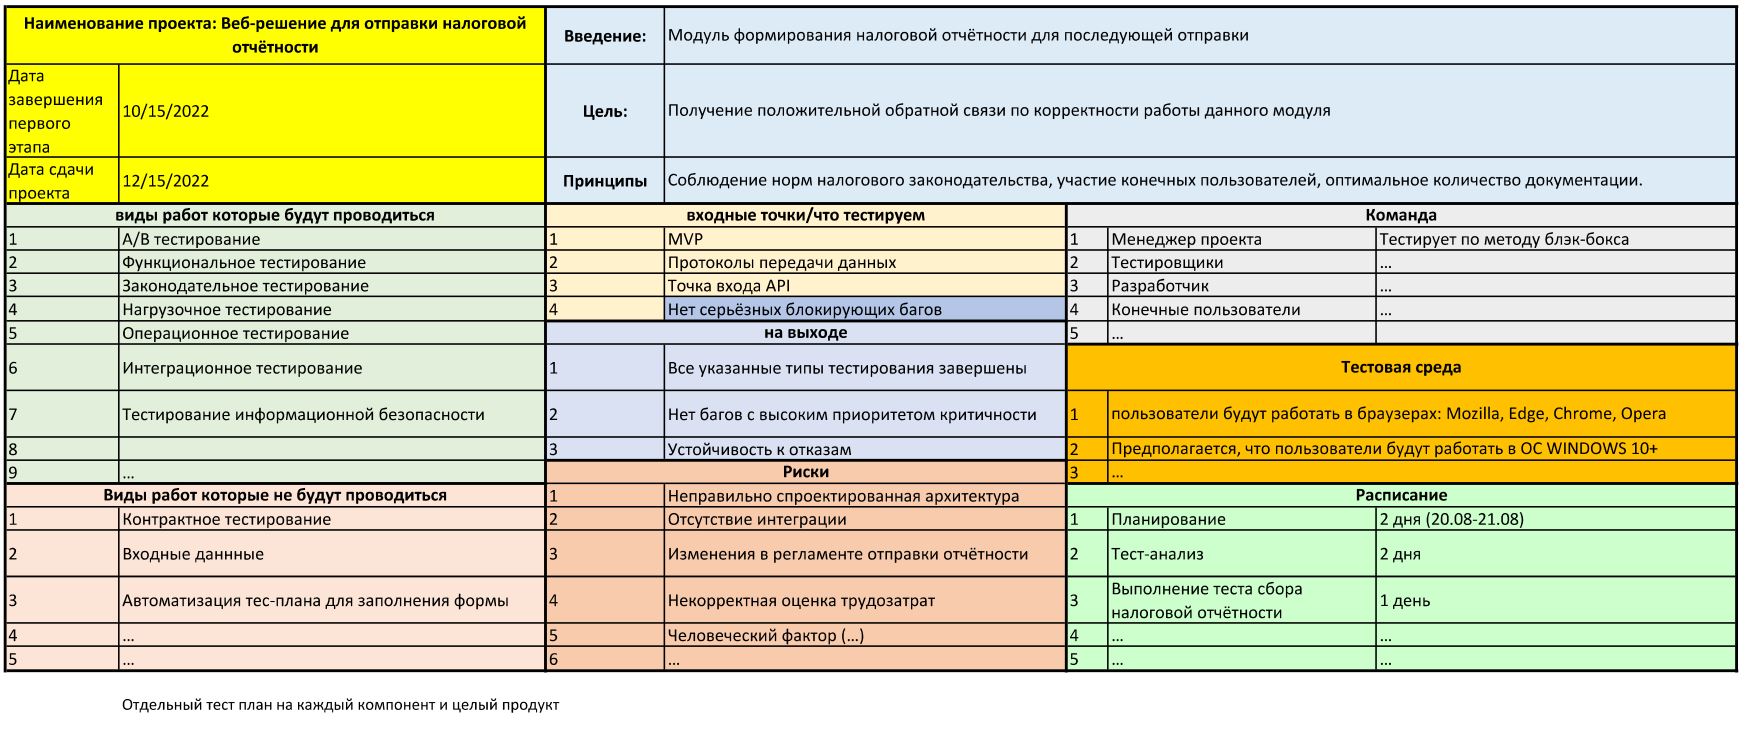 Наименование проекта: Веб-решение для отправки налоговой
отчётности
Введение:
Модуль формирования налоговой отчётности для последующей отправки
Дата
завершения
первого
этапа
10/15/2022
Цель:
Получение положительной обратной связи по корректности работы данного модуля
Дата сдачи
проекта
12/15/2022
Принципы
Соблюдение норм налогового законодательства, участие конечных пользователей, оптимальное количество документации.
виды работ которые будут проводиться
1 А/В тестирование
2 Функциональное тестирование
3 Законодательное тестирование
4 Нагрузочное тестирование
5 Операционное тестирование
6 Интеграционное тестирование
7 Тестирование информационной безопасности
8
9 ...
Виды работ которые не будут проводиться
1 Контрактное тестирование
2 Входные даннные
3 Автоматизация тес-плана для заполнения формы
4 ...
5 ...
входные точки/что тестируем
1 MVP
2 Протоколы передачи данных
3 Точка входа API
4 Нет серьёзных блокирующих багов
на выходе
1 Все указанные типы тестирования завершены
2 Нет багов с высоким приоритетом критичности
3 Устойчивость к отказам
Риски
1 Неправильно спроектированная архитектура
2 Отсутствие интеграции
3 Изменения в регламенте отправки отчётности
4 Некорректная оценка трудозатрат
5 Человеческий фактор (...)
6 ...
Команда
1 Менеджер проекта Тестирует по методу блэк-бокса
2 Тестировщики ...
3 Разработчик ...
4 Конечные пользователи ...
5 ...
Тестовая среда
1 пользователи будут работать в браузерах: Mozilla, Edge, Chrome, Opera
2 Предполагается, что пользователи будут работать в ОС WINDOWS 10+
3 ...
Расписание
1 Планирование 2 дня (20.08-21.08)
2 Тест-анализ 2 дня
3 Выполнение теста сбора
налоговой отчётности 1 день
4 ... ...
5 ... ...
Отдельный тест план на каждый компонент и целый продукт